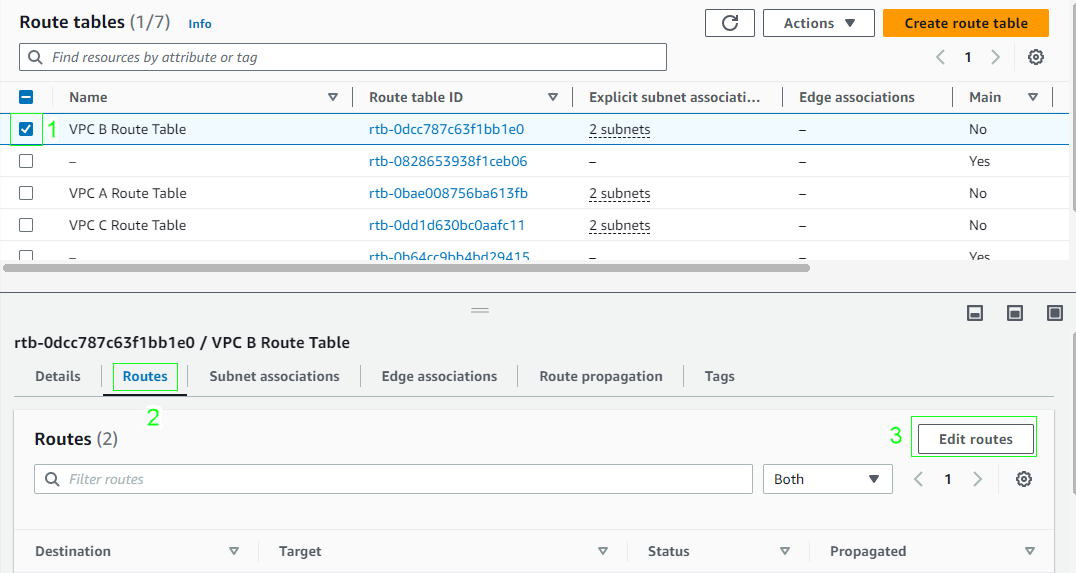 Route tables (1/7) Info Actions Create route table
Find resources by attribute or tag 1
Name Route table ID Explicit subnet associati... Edge associations Main
1 VPC B Route Table rtb-0dcc787c63f1bb1e0 2 subnets – No
– rtb-0828653938f1ceb06 – – Yes
VPC A Route Table rtb-0bae008756ba613fb 2 subnets – No
VPC C Route Table rtb-0dd1d630bc0aafc11 2 subnets – No
– rtb-0b64cc9bb4bd29415 – – Yes
rtb-0dcc787c63f1bb1e0 / VPC B Route Table
Details Routes Subnet associations Edge associations Route propagation Tags
2
Routes (2) 3 Edit routes
Filter routes Both 1
Destination Target Status Propagated